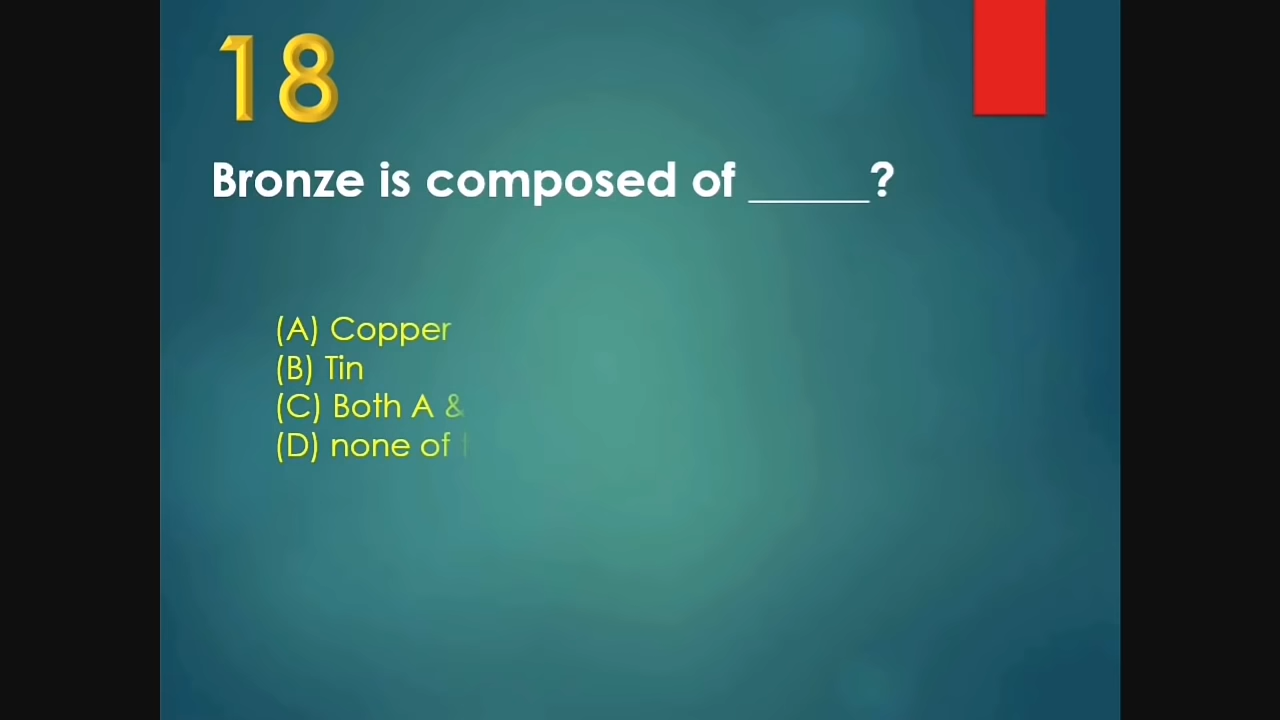 18
Bronze is composed of ______?
(A) Copper
(B) Tin
(C) Both A &
(D) none of